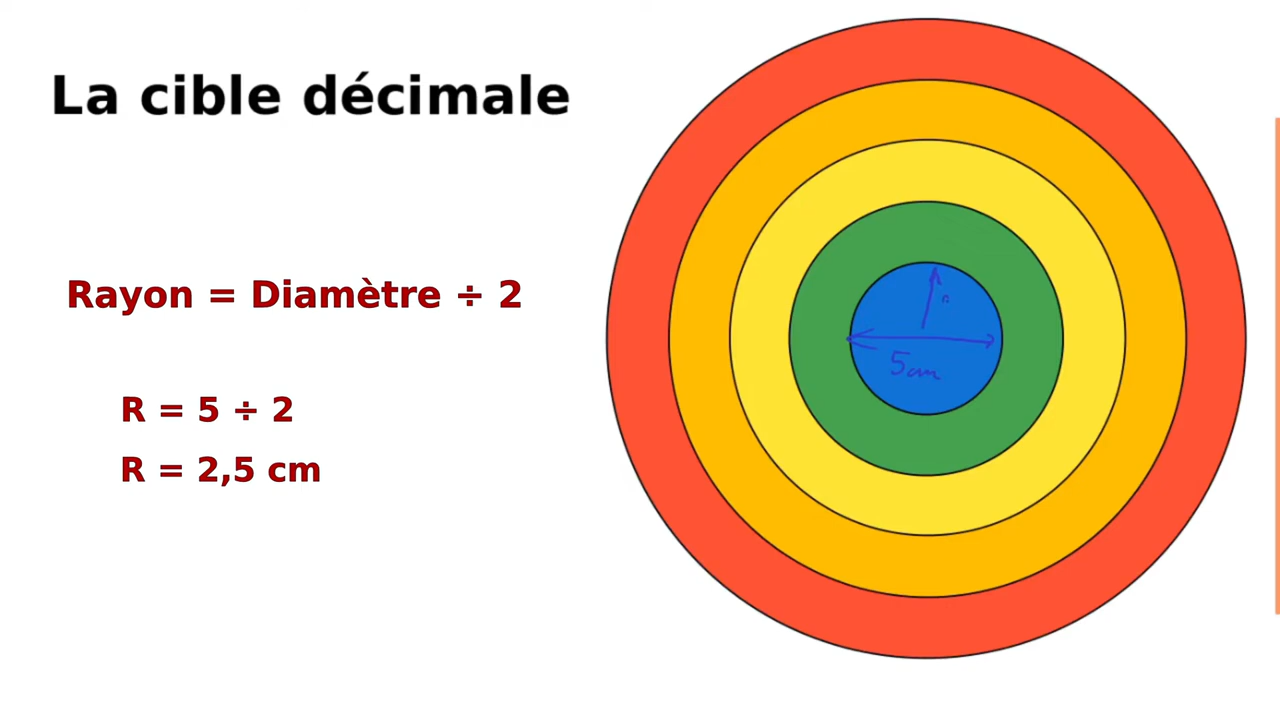 La cible décimale
Rayon = Diamètre ÷ 2
R = 5 ÷ 2
R = 2,5 cm
5cm